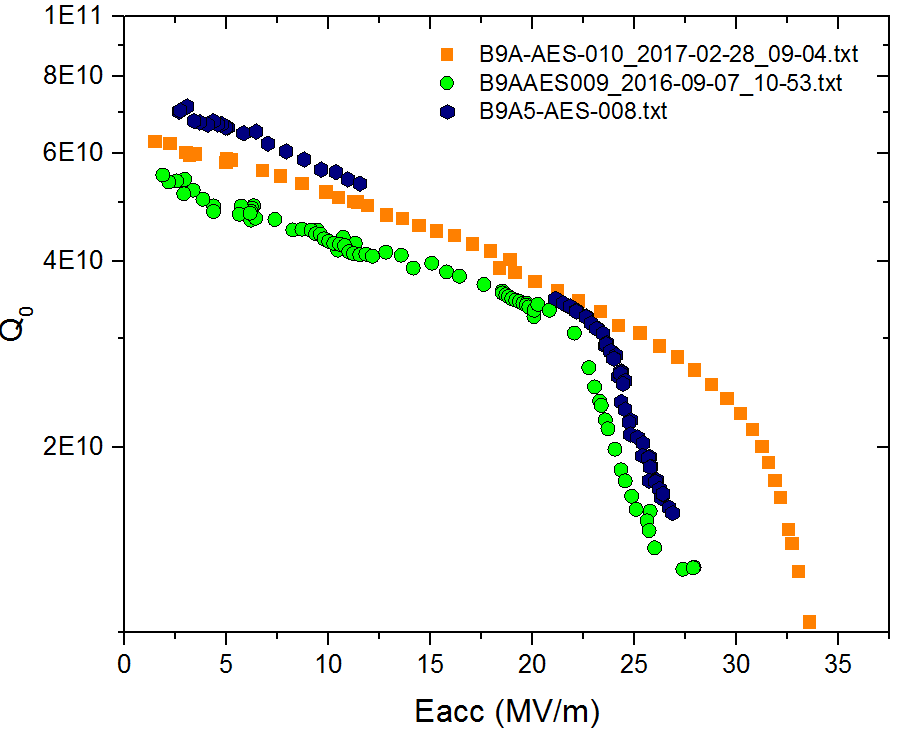 1E11
8E10
6E10
4E10
2E10
Q0
B9A-AES-010_2017-02-28_09-04.txt
B9AAES009_2016-09-07_10-53.txt
B9A5-AES-008.txt
0 5 10 15 20 25 30 35
Eacc (MV/m)